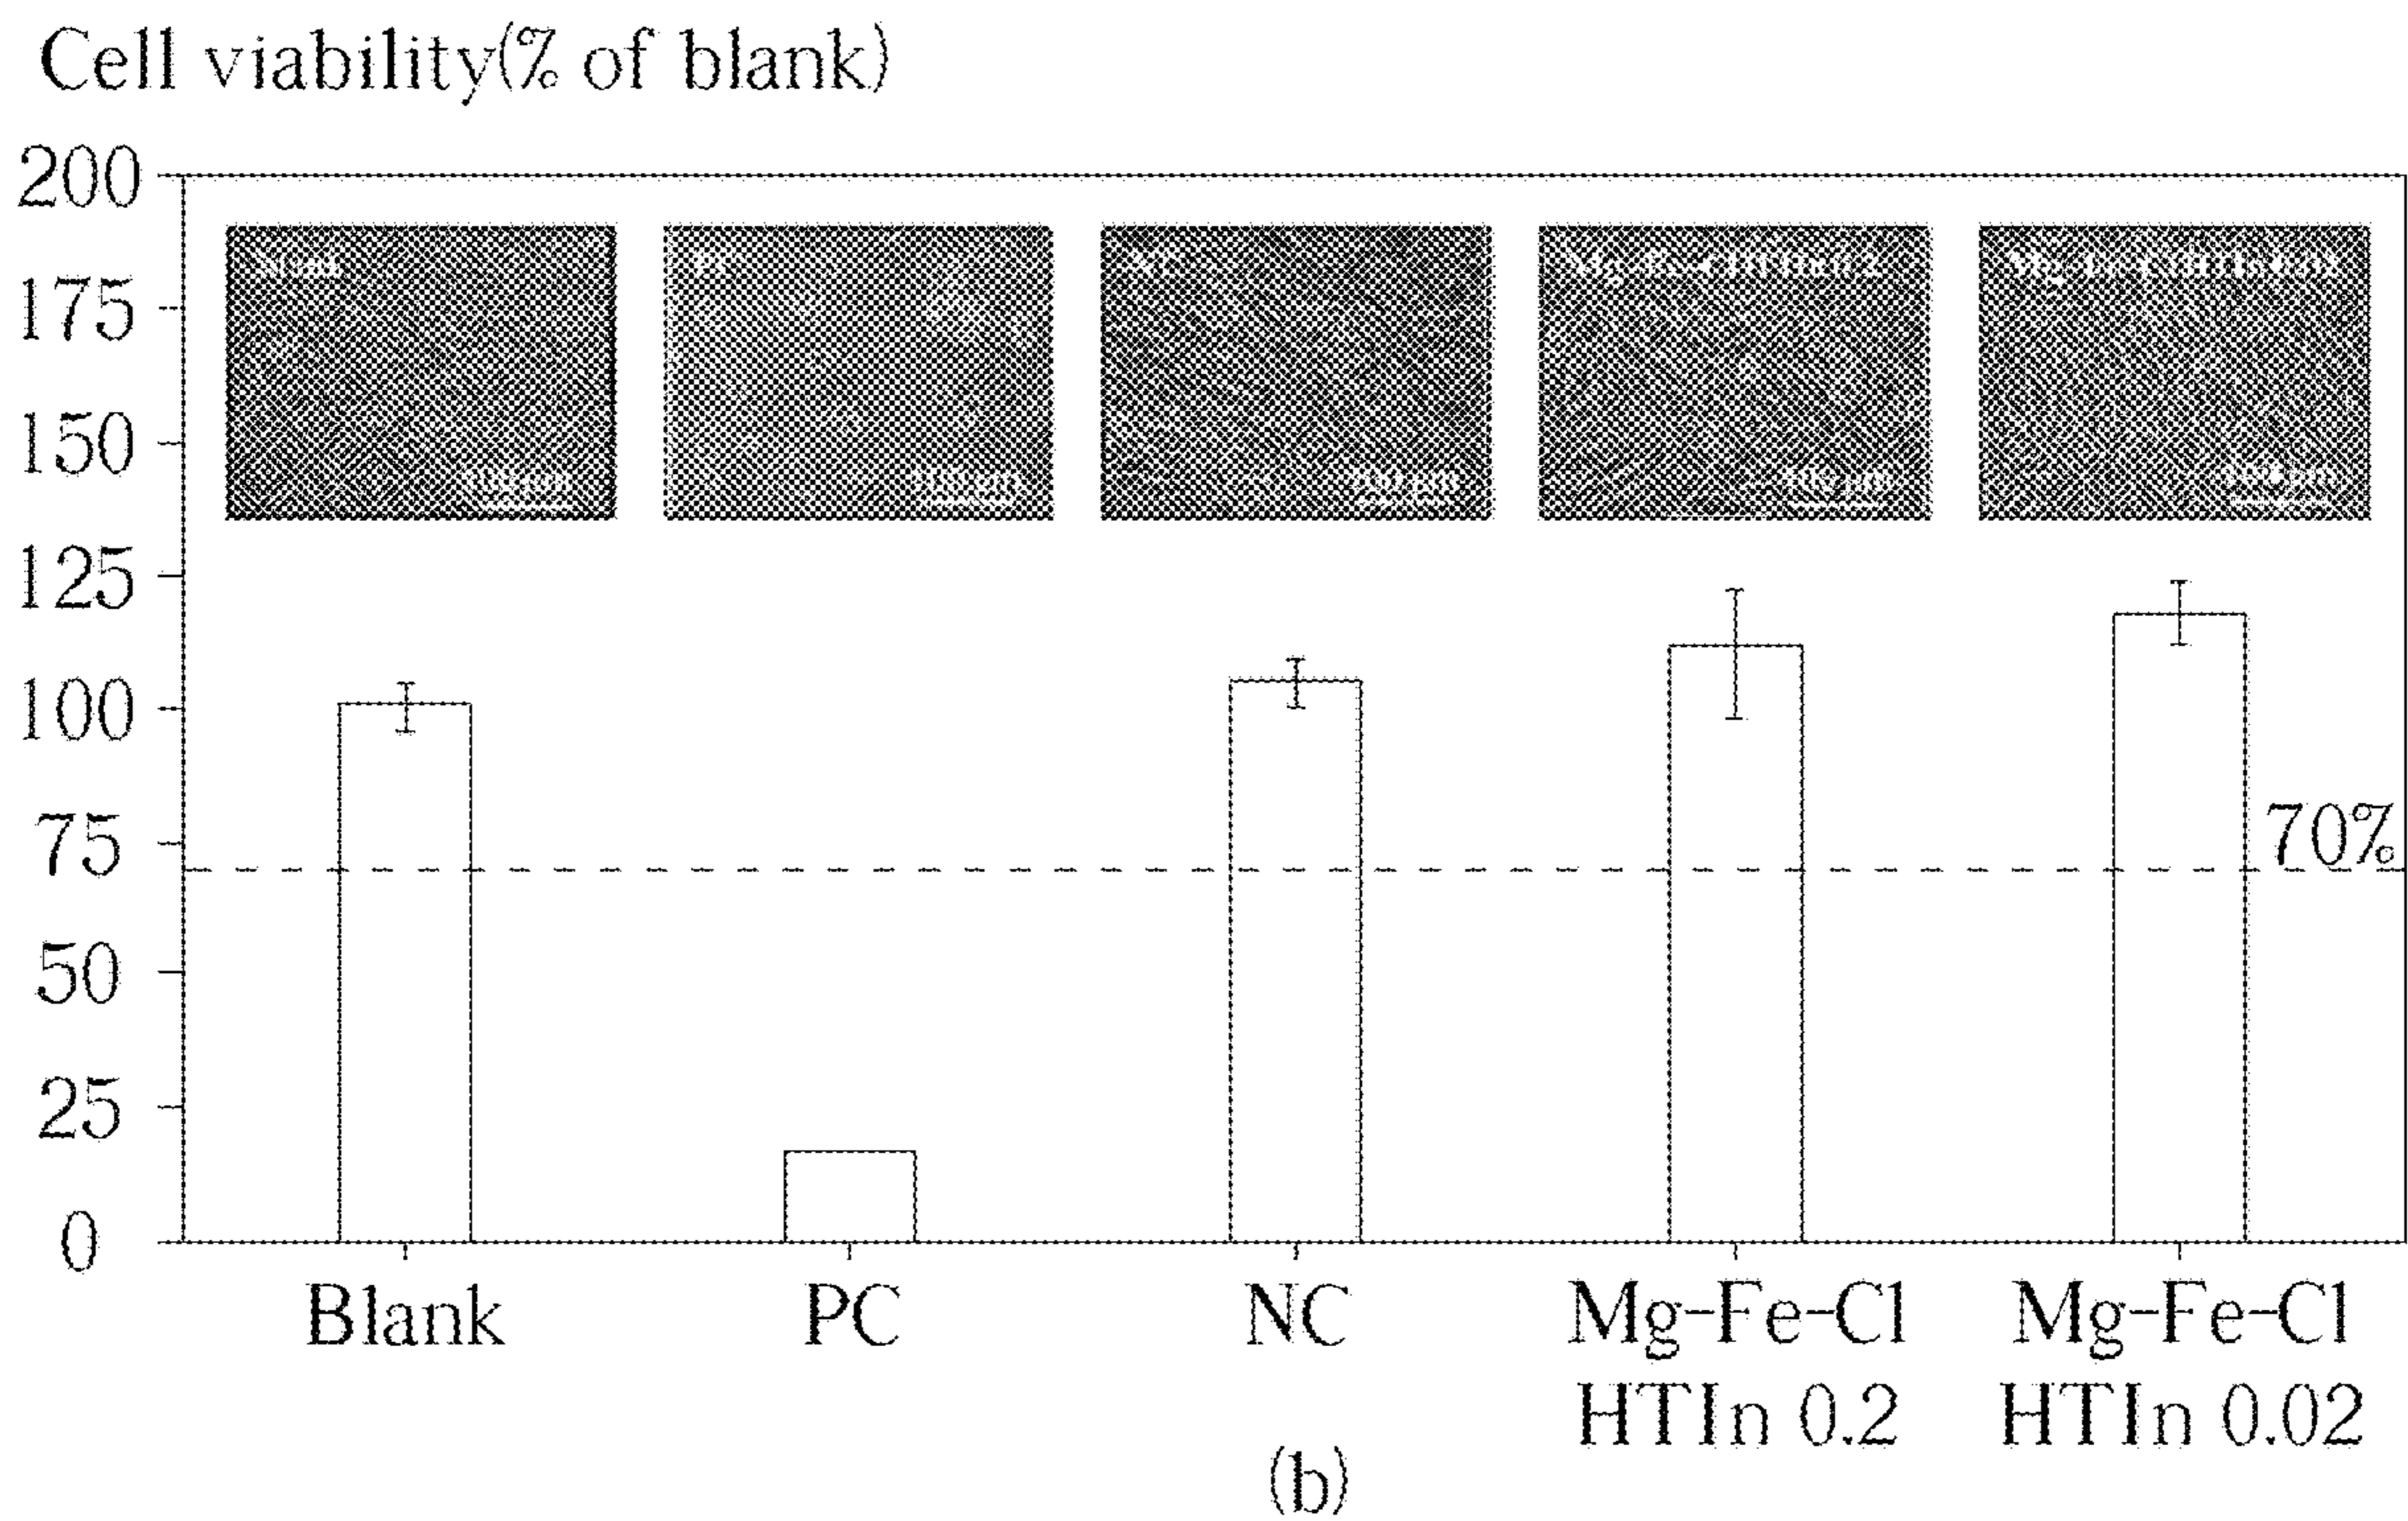 Cell viability(% of blank)
200
175
150
125
100
75
50
25
0
70%
Blank
PC
NC
Mg-Fe-Cl
HTIn 0.2
Mg-Fe-Cl
HTIn 0.02
(b)